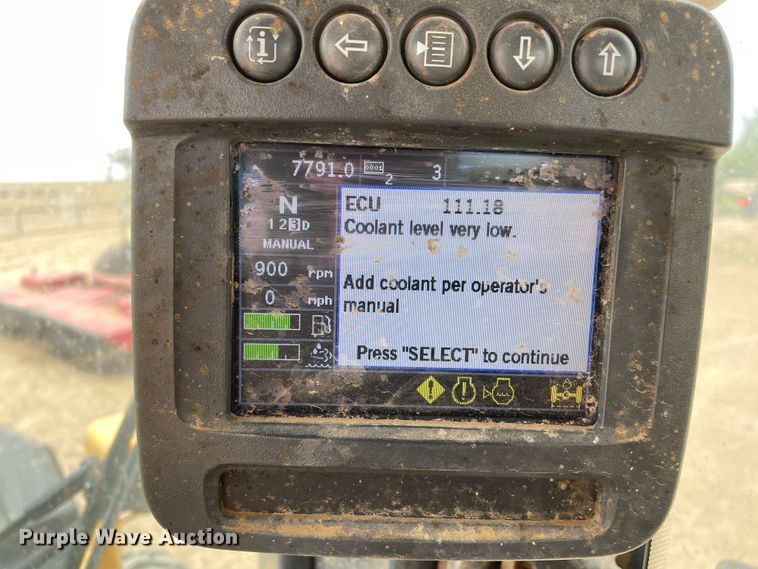 7791.0
2 3
N
1 2 3 D
MANUAL
900 rpm
0 mph
ECU 111.18
Coolant level very low.
Add coolant per operator's
manual
Press "SELECT" to continue
Purple Wave Auction